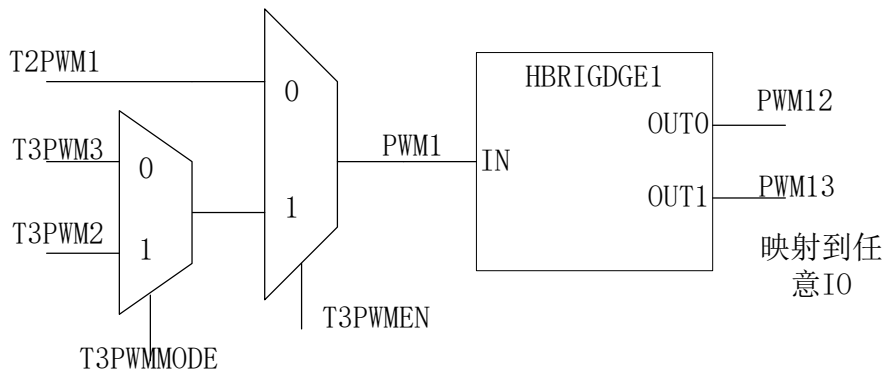 T2PWM1
0
HBRIGDGE1
PWM12
OUT0
T3PWM3
0
PWM1
IN
OUT1
PWM13
1
T3PWM2
1
映射到任
意IO
T3PWMEN
T3PWMMODE